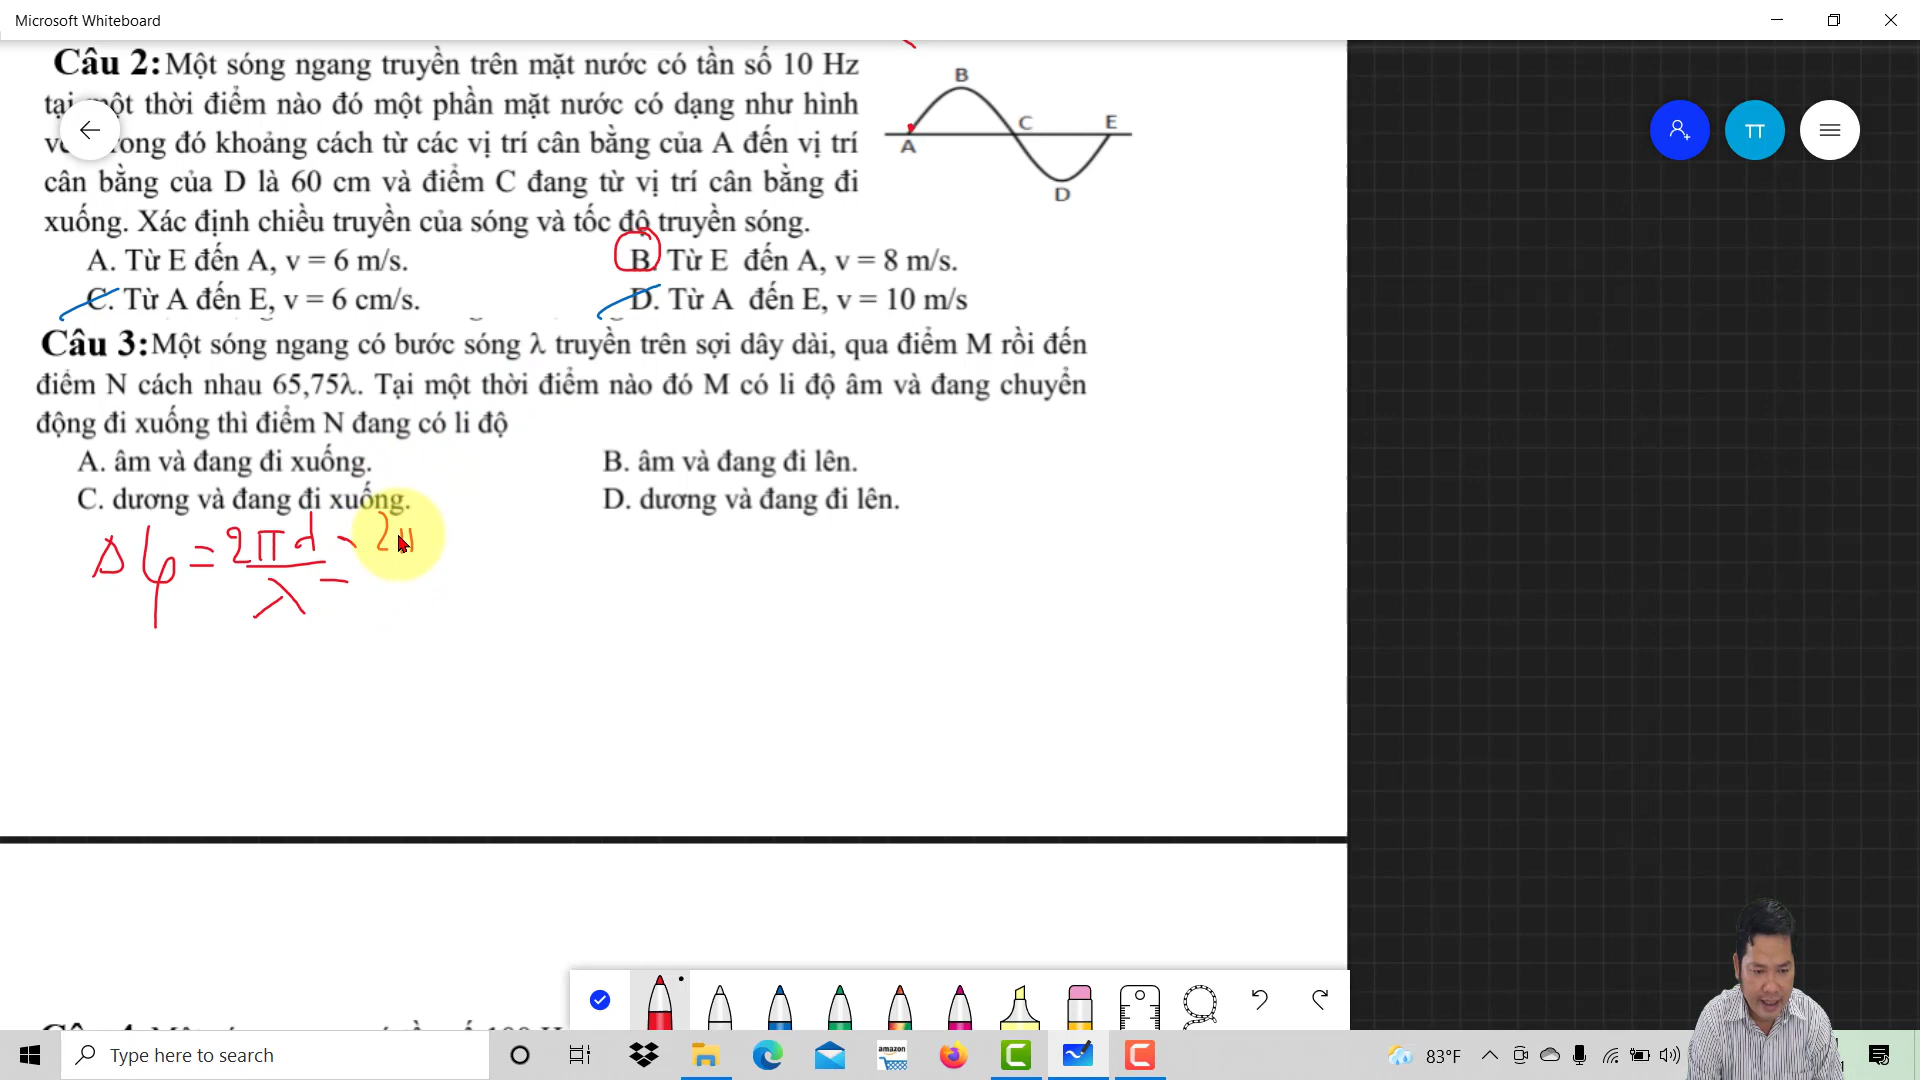 Microsoft Whiteboard
Câu 2: Một sóng ngang truyền trên mặt nước có tần số 10 Hz
một thời điểm nào đó một phần mặt nước có dạng như hình
trong đó khoảng cách từ các vị trí cân bằng của A đến vị trí
cân bằng của D là 60 cm và điểm C đang từ vị trí cân bằng đi
xuống. Xác định chiều truyền của sóng và tốc độ truyền sóng.
B
C
E
A
D
A. Từ E đến A, v = 6 m/s.
B. Từ E đến A, v = 8 m/s.
C. Từ A đến E, v = 6 cm/s.
D. Từ A đến E, v = 10 m/s
Câu 3: Một sóng ngang có bước sóng λ truyền trên sợi dây dài, qua điểm M rồi đến
điểm N cách nhau 65,75λ. Tại một thời điểm nào đó M có li độ âm và đang chuyển
động đi xuống thì điểm N đang có li độ
A. âm và đang đi xuống.
B. âm và đang đi lên.
C. dương và đang đi xuống.
D. dương và đang đi lên.
Δφ = 2πd
λ
= 2
TT
Type here to search
amazon
83°F